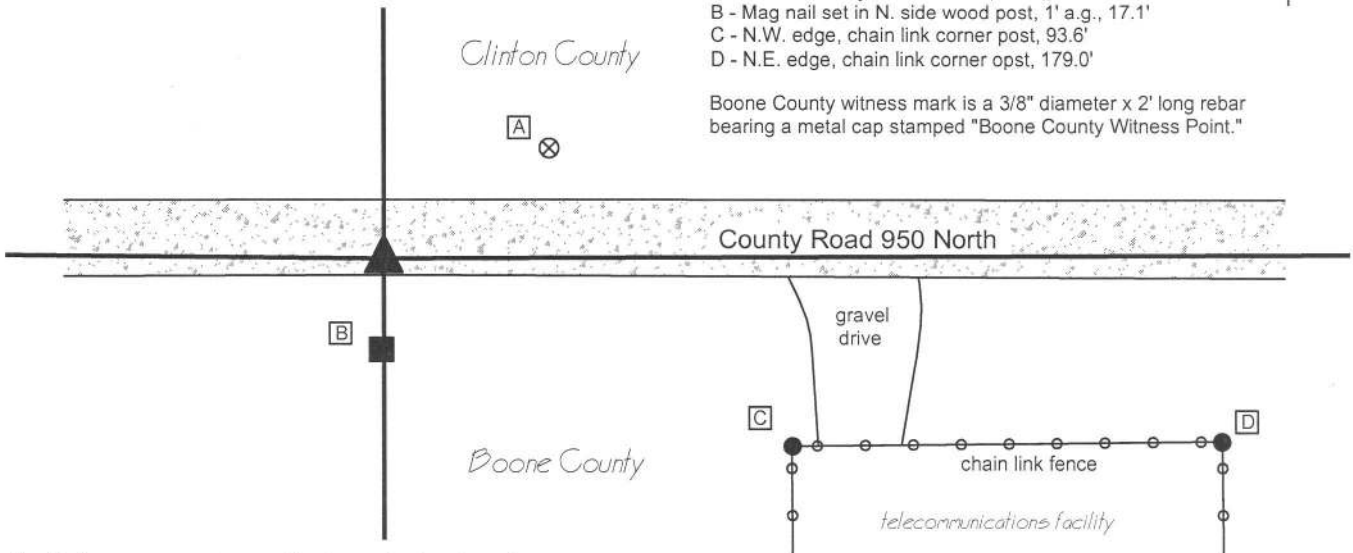 B - Mag nail set in N. side wood post, 1' a.g., 17.1'
C - N.W. edge, chain link corner post, 93.6'
D - N.E. edge, chain link corner opst, 179.0'
Boone County witness mark is a 3/8" diameter x 2' long rebar
bearing a metal cap stamped "Boone County Witness Point."
Clinton County
A
County Road 950 North
B
gravel
drive
C
D
Boone County
chain link fence
telecommunications facility